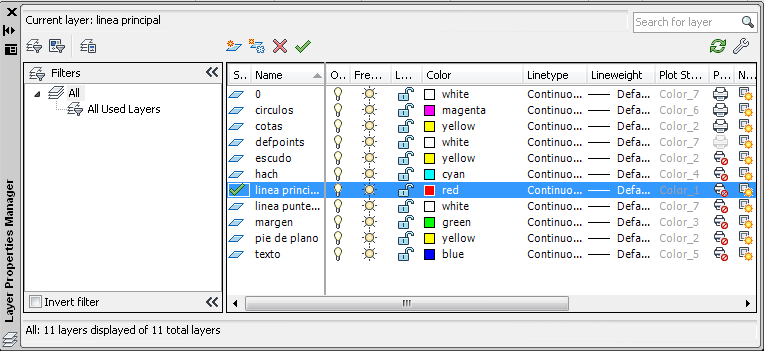 Current layer: linea principal
Search for layer
Filters
All
All Used Layers
Invert filter
S.. Name O.. Fre... L... Color Linetype Lineweight Plot St... P... N...
0 white Continuo... Defa... Color_7
circulos magenta Continuo... Defa... Color_6
cotas yellow Continuo... Defa... Color_2
defpoints white Continuo... Defa... Color_7
escudo yellow Continuo... Defa... Color_2
hach cyan Continuo... Defa... Color_4
linea princi... red Continuo... Defa... Color_1
linea punte... white Continuo... Defa... Color_7
margen green Continuo... Defa... Color_3
pie de plano yellow Continuo... Defa... Color_2
texto blue Continuo... Defa... Color_5
All: 11 layers displayed of 11 total layers
Layer Properties Manager